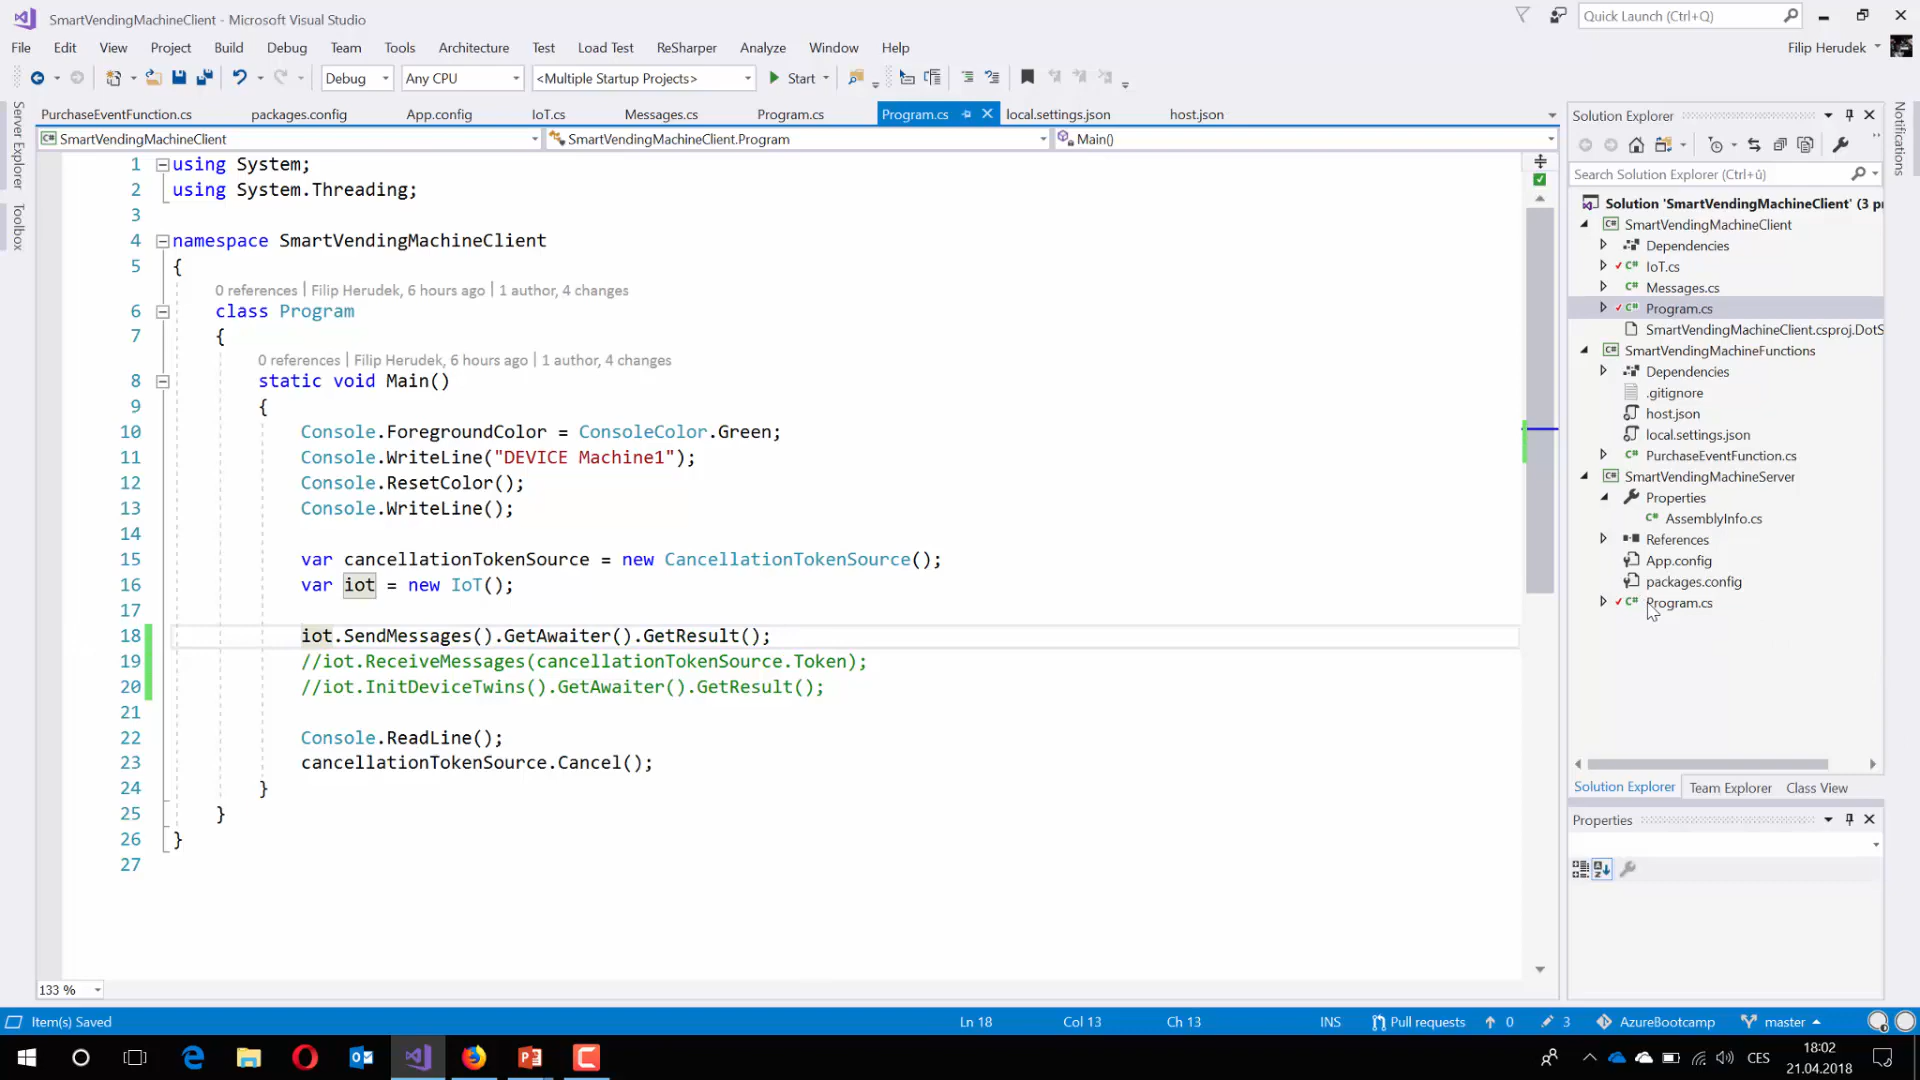 SmartVendingMachineClient - Microsoft Visual Studio
Quick Launch (Ctrl+Q)
File Edit View Project Build Debug Team Tools Architecture Test Load Test ReSharper Analyze Window Help
Filip Herudek
Debug Any CPU <Multiple Startup Projects> Start
PurchaseEventFunction.cs packages.config App.config IoT.cs Messages.cs Program.cs Program.cs local.settings.json host.json
SmartVendingMachineClient SmartVendingMachineClient.Program Main()
Server Explorer
Toolbox
Notifications
1 using System;
2 using System.Threading;
3
4 namespace SmartVendingMachineClient
5 {
0 references | Filip Herudek, 6 hours ago | 1 author, 4 changes
6 class Program
7 {
0 references | Filip Herudek, 6 hours ago | 1 author, 4 changes
8 static void Main()
9 {
10 Console.ForegroundColor = ConsoleColor.Green;
11 Console.WriteLine("DEVICE Machine1");
12 Console.ResetColor();
13 Console.WriteLine();
14
15 var cancellationTokenSource = new CancellationTokenSource();
16 var iot = new IoT();
17
18 iot.SendMessages().GetAwaiter().GetResult();
19 //iot.ReceiveMessages(cancellationTokenSource.Token);
20 //iot.InitDeviceTwins().GetAwaiter().GetResult();
21
22 Console.ReadLine();
23 cancellationTokenSource.Cancel();
24 }
25 }
26 }
27
133 %
Solution Explorer
Search Solution Explorer (Ctrl+ů)
Solution 'SmartVendingMachineClient' (3 pr
SmartVendingMachineClient
Dependencies
IoT.cs
Messages.cs
Program.cs
SmartVendingMachineClient.csproj.DotS
SmartVendingMachineFunctions
Dependencies
.gitignore
host.json
local.settings.json
PurchaseEventFunction.cs
SmartVendingMachineServer
Properties
AssemblyInfo.cs
References
App.config
packages.config
Program.cs
Solution Explorer Team Explorer Class View
Properties
Item(s) Saved Ln 18 Col 13 Ch 13 INS Pull requests 0 3 AzureBootcamp master
CES
18:02
21.04.2018